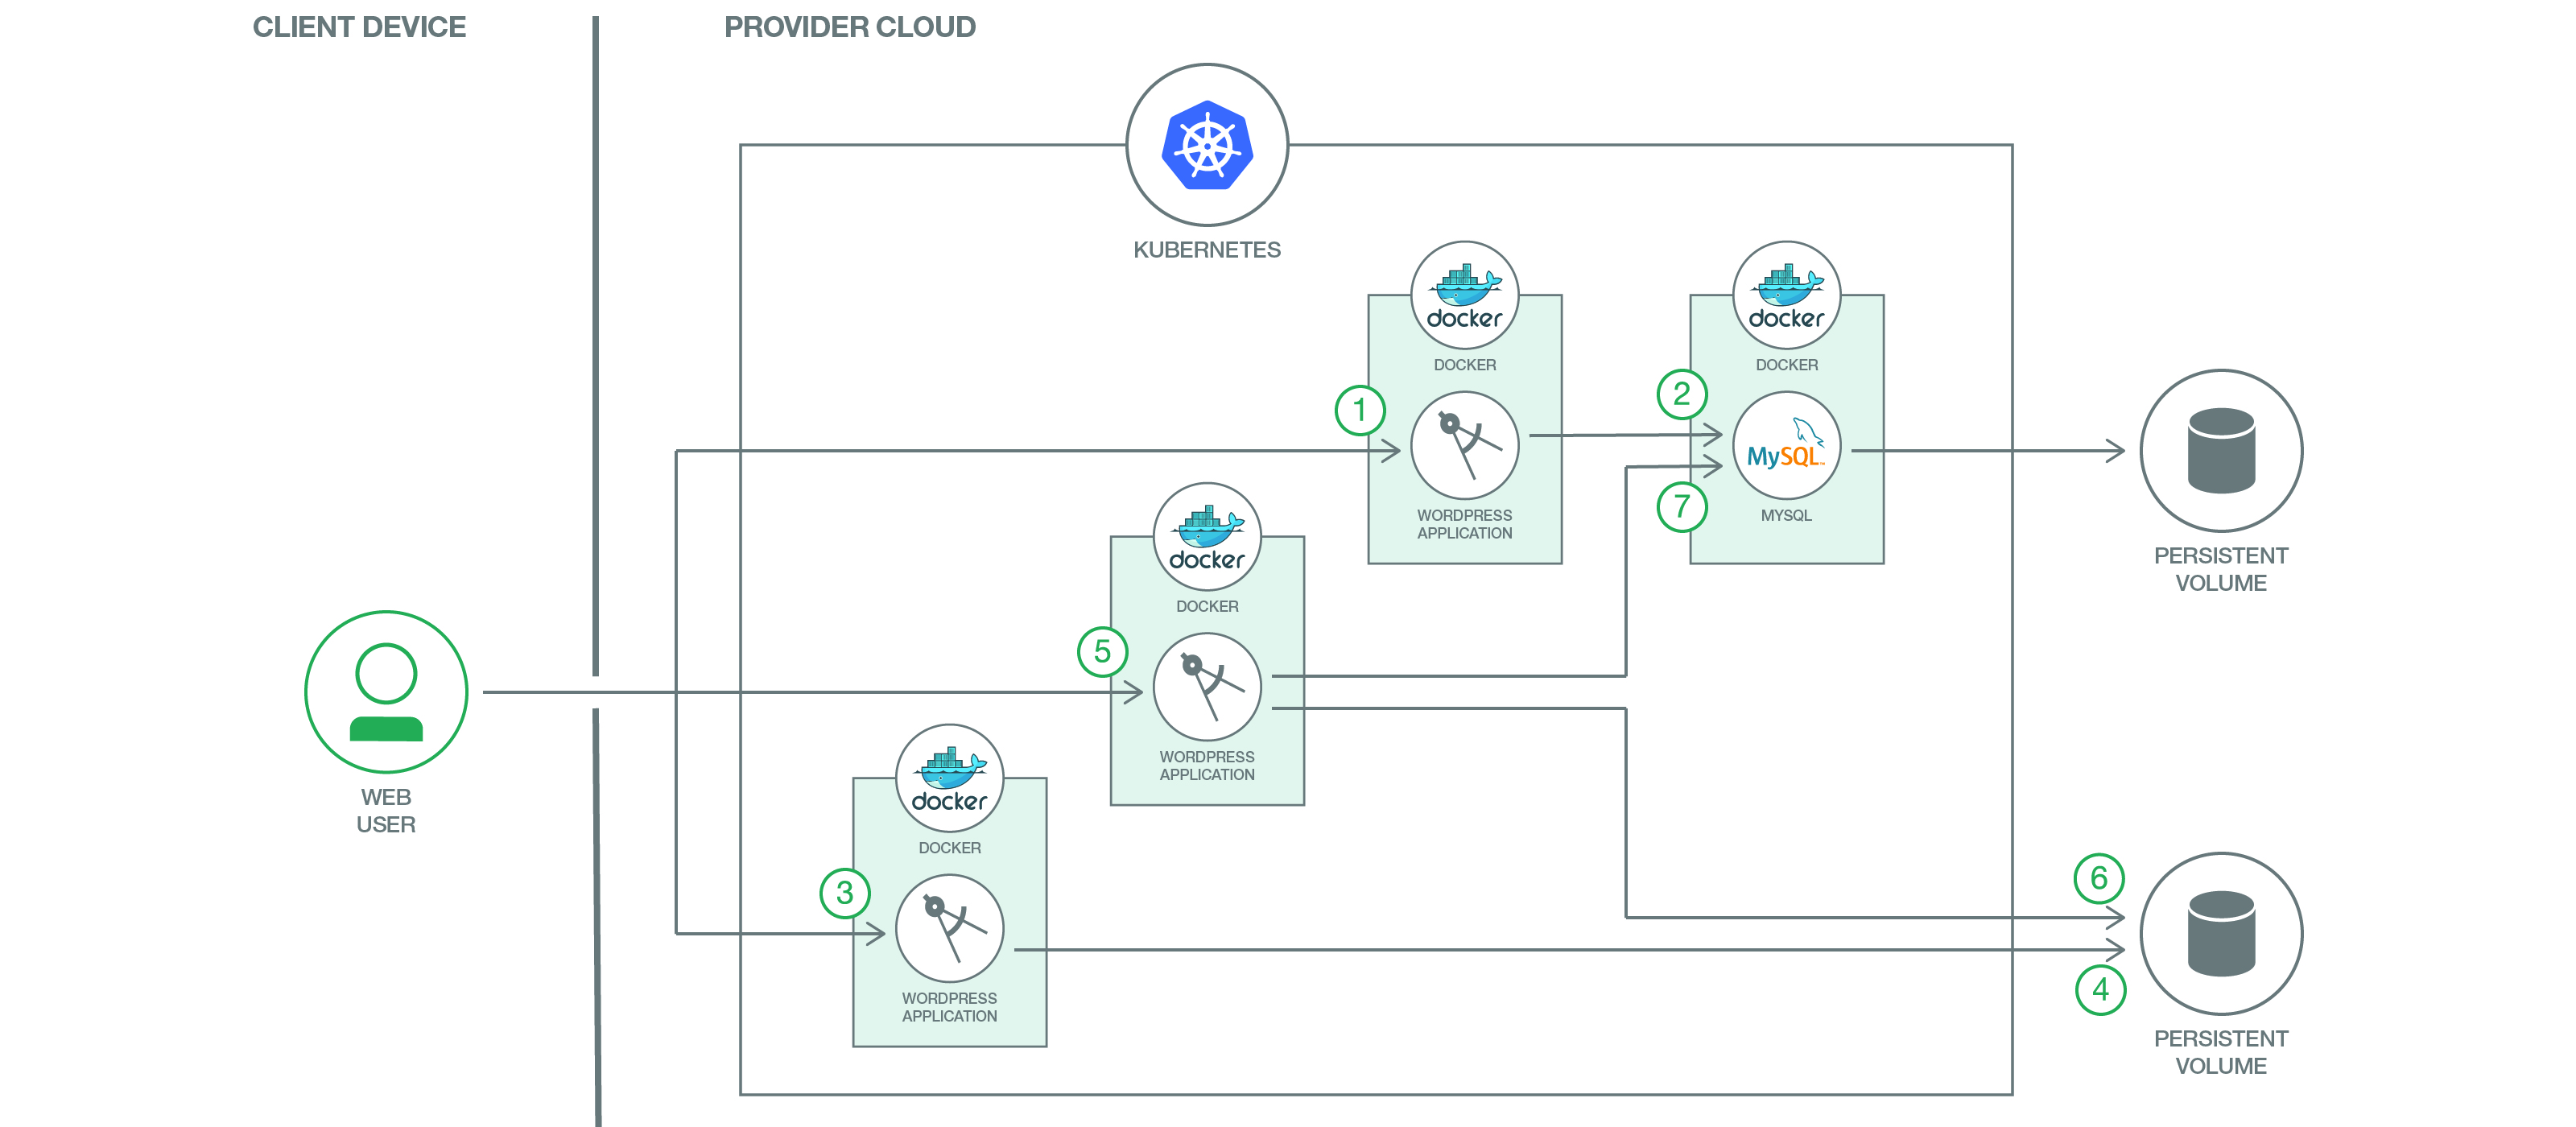 CLIENT DEVICE
PROVIDER CLOUD
KUBERNETES
docker
DOCKER
1
WORDPRESS
APPLICATION
docker
DOCKER
2
MySQL
7
MYSQL
PERSISTENT
VOLUME
docker
DOCKER
5
WORDPRESS
APPLICATION
WEB
USER
docker
DOCKER
3
WORDPRESS
APPLICATION
6
4
PERSISTENT
VOLUME